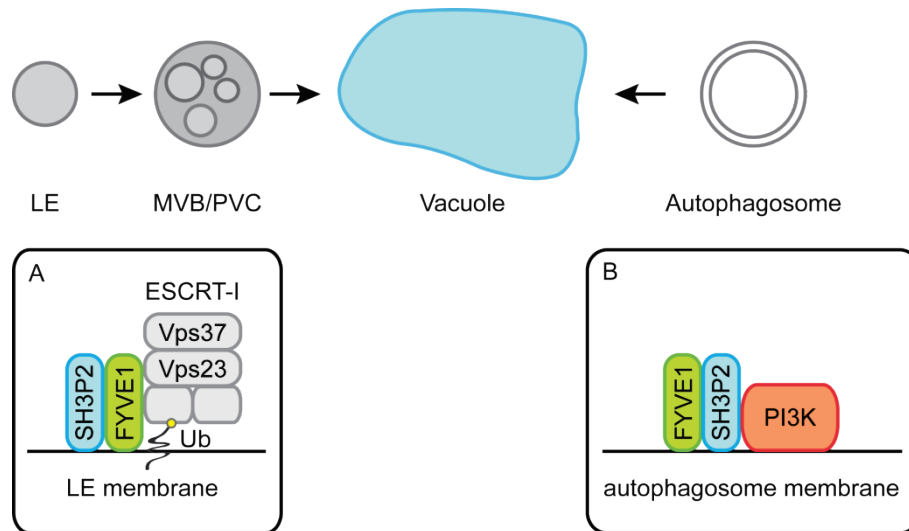 LE
MVB/PVC
Vacuole
Autophagosome
A
ESCRT-I
Vps37
Vps23
SH3P2
FYVE1
Ub
LE membrane
B
FYVE1
SH3P2
PI3K
autophagosome membrane